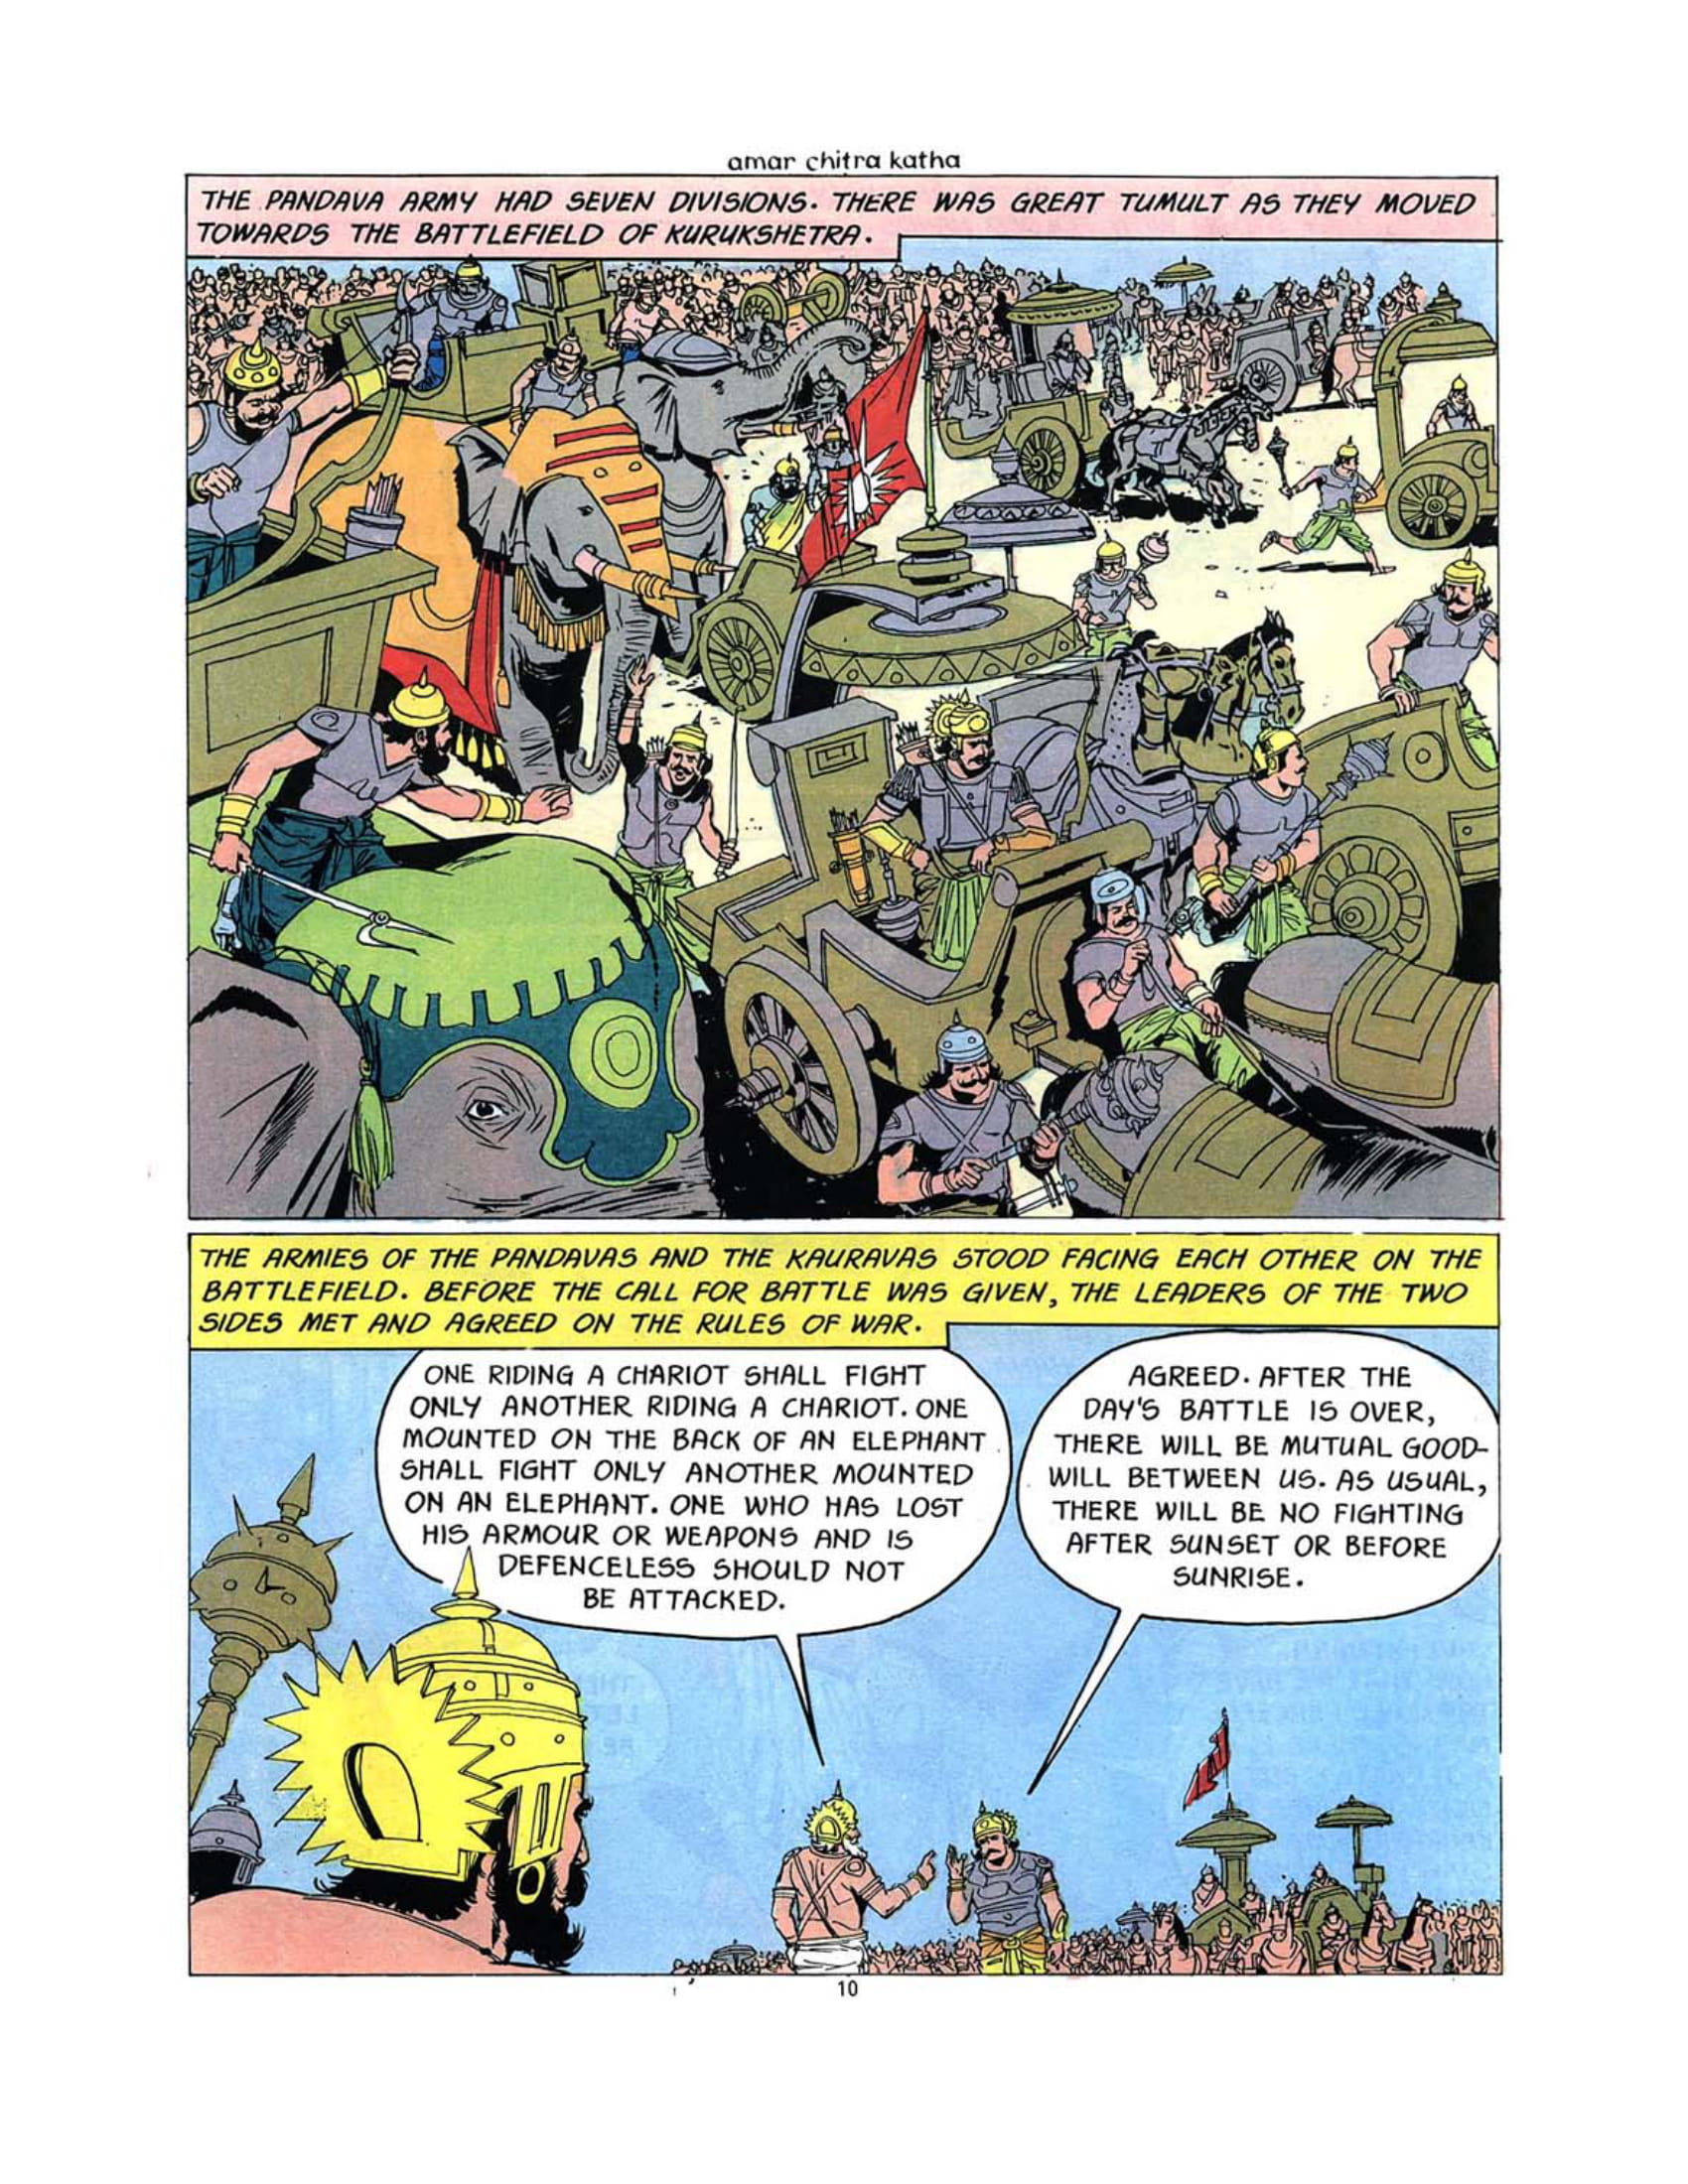 amar chitra katha
THE PANDAVA ARMY HAD SEVEN DIVISIONS. THERE WAS GREAT TUMULT AS THEY MOVED
TOWARDS THE BATTLEFIELD OF KURUKSHETRA.
THE ARMIES OF THE PANDAVAS AND THE KAURAVAS STOOD FACING EACH OTHER ON THE
BATTLEFIELD. BEFORE THE CALL FOR BATTLE WAS GIVEN, THE LEADERS OF THE TWO
SIDES MET AND AGREED ON THE RULES OF WAR.
ONE RIDING A CHARIOT SHALL FIGHT
ONLY ANOTHER RIDING A CHARIOT. ONE
MOUNTED ON THE BACK OF AN ELEPHANT
SHALL FIGHT ONLY ANOTHER MOUNTED
ON AN ELEPHANT. ONE WHO HAS LOST
HIS ARMOUR OR WEAPONS AND IS
DEFENCELESS SHOULD NOT
BE ATTACKED.
AGREED. AFTER THE
DAY'S BATTLE IS OVER,
THERE WILL BE MUTUAL GOOD-
WILL BETWEEN US. AS USUAL,
THERE WILL BE NO FIGHTING
AFTER SUNSET OR BEFORE
SUNRISE.
10